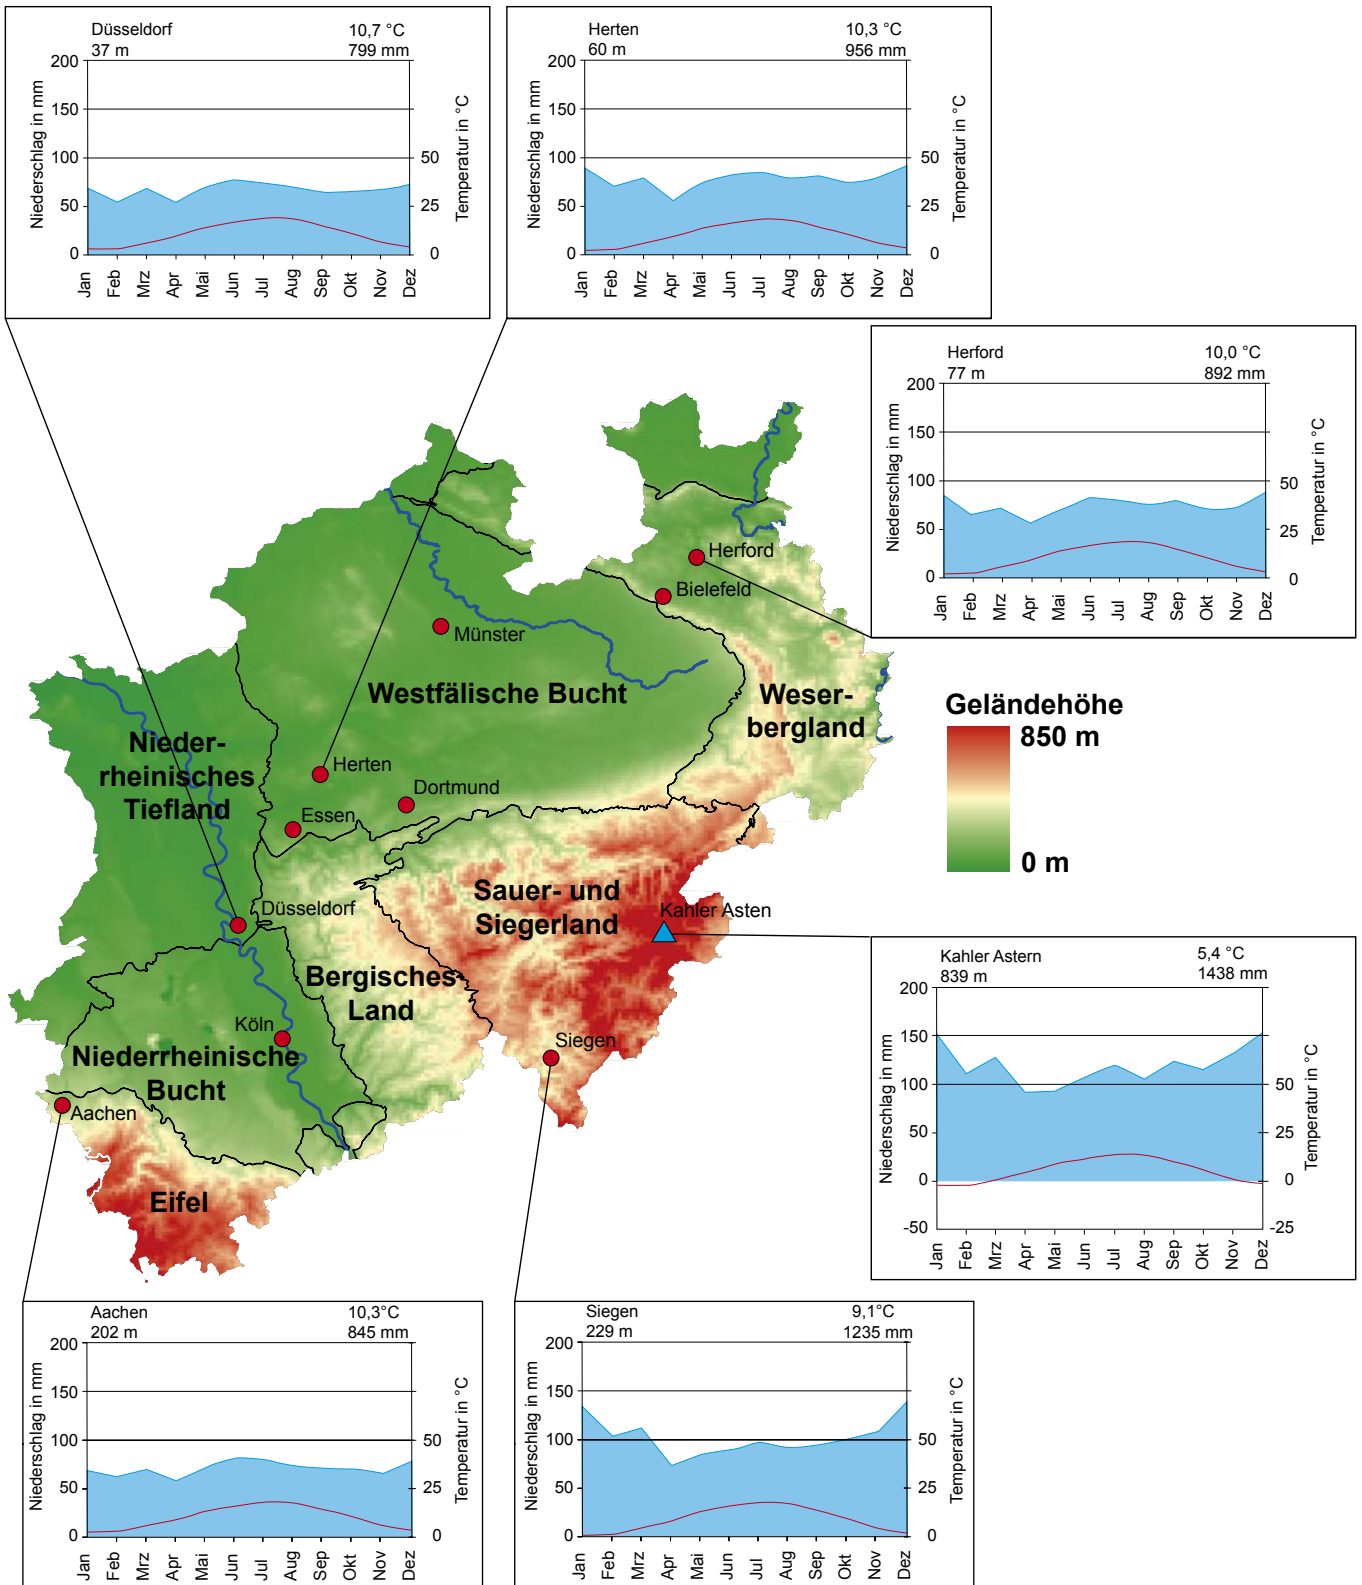 Düsseldorf 10,7 °C
37 m 799 mm
Niederschlag in mm
200
150
100
50
0
50
25
0
Temperatur in °C
Jan Feb Mrz Apr Mai Jun Jul Aug Sep Okt Nov Dez
Herten 10,3 °C
60 m 956 mm
Niederschlag in mm
200
150
100
50
0
50
25
0
Temperatur in °C
Jan Feb Mrz Apr Mai Jun Jul Aug Sep Okt Nov Dez
Herford 10,0 °C
77 m 892 mm
Niederschlag in mm
200
150
100
50
0
50
25
0
Temperatur in °C
Jan Feb Mrz Apr Mai Jun Jul Aug Sep Okt Nov Dez
Herford
Bielefeld
Münster
Westfälische Bucht
Weser-
bergland
Nieder-
rheinisches
Tiefland
Herten
Dortmund
Essen
Geländehöhe
850 m
0 m
Sauer- und
Siegerland
Kahler Asten
Düsseldorf
Bergisches
Land
Köln
Siegen
Niederrheinische
Bucht
Aachen
Eifel
Kahler Astern 5,4 °C
839 m 1438 mm
Niederschlag in mm
200
150
100
50
0
-50
50
25
0
-25
Temperatur in °C
Jan Feb Mrz Apr Mai Jun Jul Aug Sep Okt Nov Dez
Aachen 10,3°C
202 m 845 mm
Niederschlag in mm
200
150
100
50
0
50
25
0
Temperatur in °C
Jan Feb Mrz Apr Mai Jun Jul Aug Sep Okt Nov Dez
Siegen 9,1°C
229 m 1235 mm
Niederschlag in mm
200
150
100
50
0
50
25
0
Temperatur in °C
Jan Feb Mrz Apr Mai Jun Jul Aug Sep Okt Nov Dez